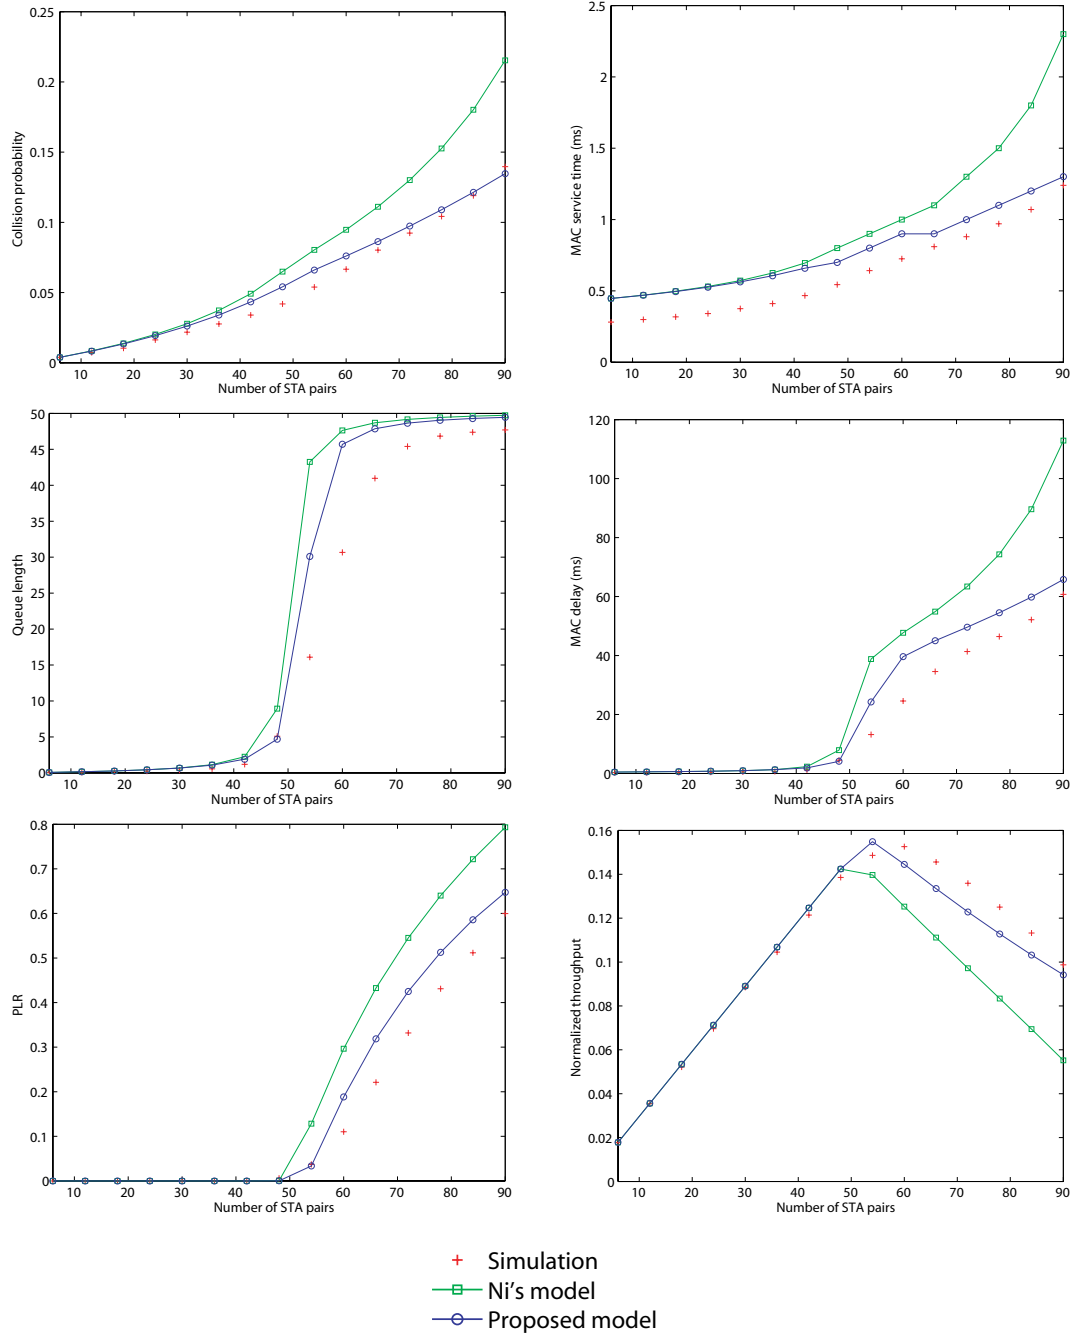 0.25
0.2
0.15
0.1
0.05
0
10 20 30 40 50 60 70 80 90
Collision probability
Number of STA pairs
2.5
2
1.5
1
0.5
0
10 20 30 40 50 60 70 80 90
MAC service time (ms)
Number of STA pairs
50
45
40
35
30
25
20
15
10
5
0
10 20 30 40 50 60 70 80 90
Queue length
Number of STA pairs
120
100
80
60
40
20
0
10 20 30 40 50 60 70 80 90
MAC delay (ms)
Number of STA pairs
0.8
0.7
0.6
0.5
0.4
0.3
0.2
0.1
0
10 20 30 40 50 60 70 80 90
PLR
Number of STA pairs
0.16
0.14
0.12
0.1
0.08
0.06
0.04
0.02
0
10 20 30 40 50 60 70 80 90
Normalized throughput
Number of STA pairs
Simulation
Ni's model
Proposed model